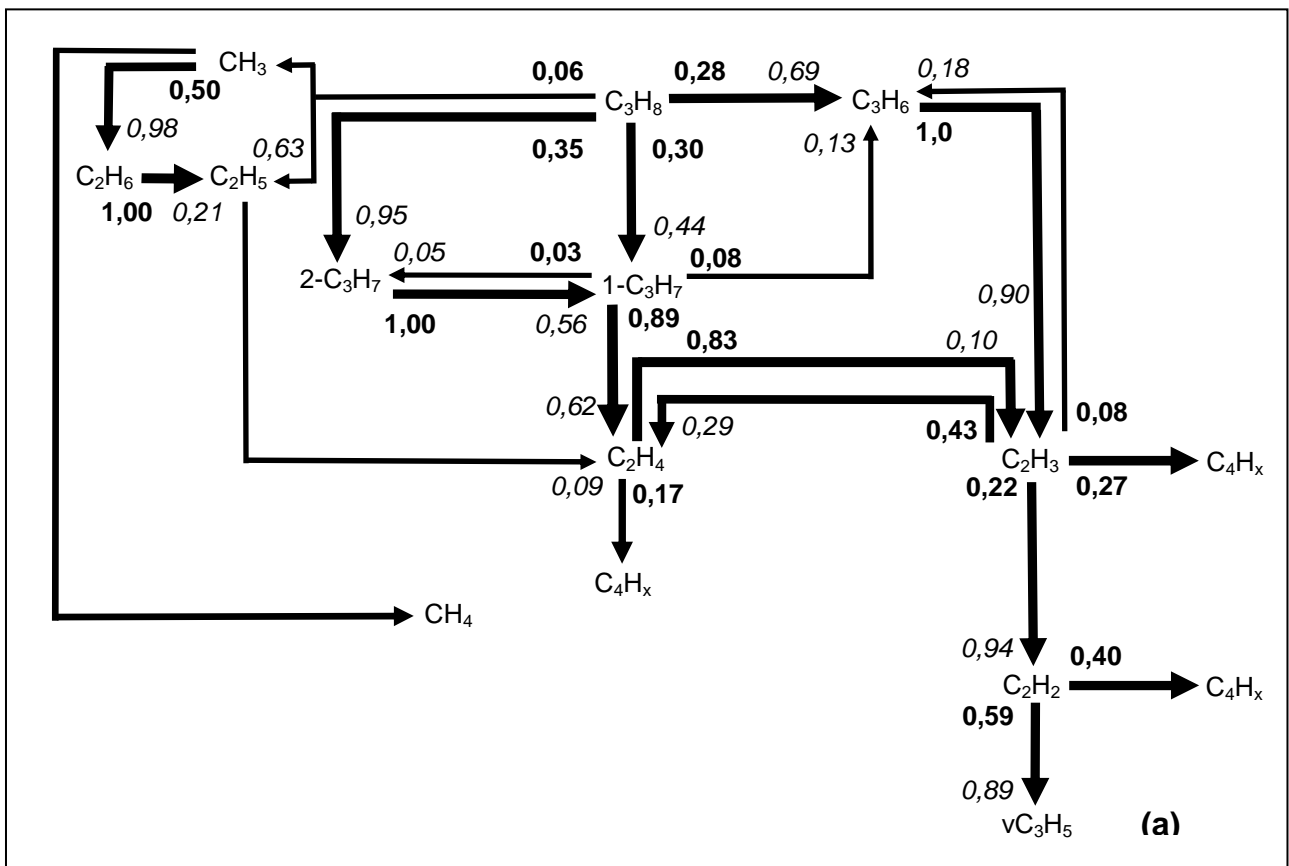 CH₃
0,50
0,98
0,06
0,28
0,69
0,18
C₃H₈
C₃H₆
0,63
0,35
0,30
0,13
1,0
C₂H₆
C₂H₅
1,00
0,21
0,95
0,44
0,05
0,03
0,08
2-C₃H₇
1-C₃H₇
1,00
0,56
0,89
0,90
0,83
0,10
0,62
0,29
0,43
0,08
C₂H₄
C₂H₃
C₄Hₓ
0,09
0,17
0,22
0,27
C₄Hₓ
CH₄
0,94
0,40
C₂H₂
C₄Hₓ
0,59
0,89
vC₃H₅
(a)